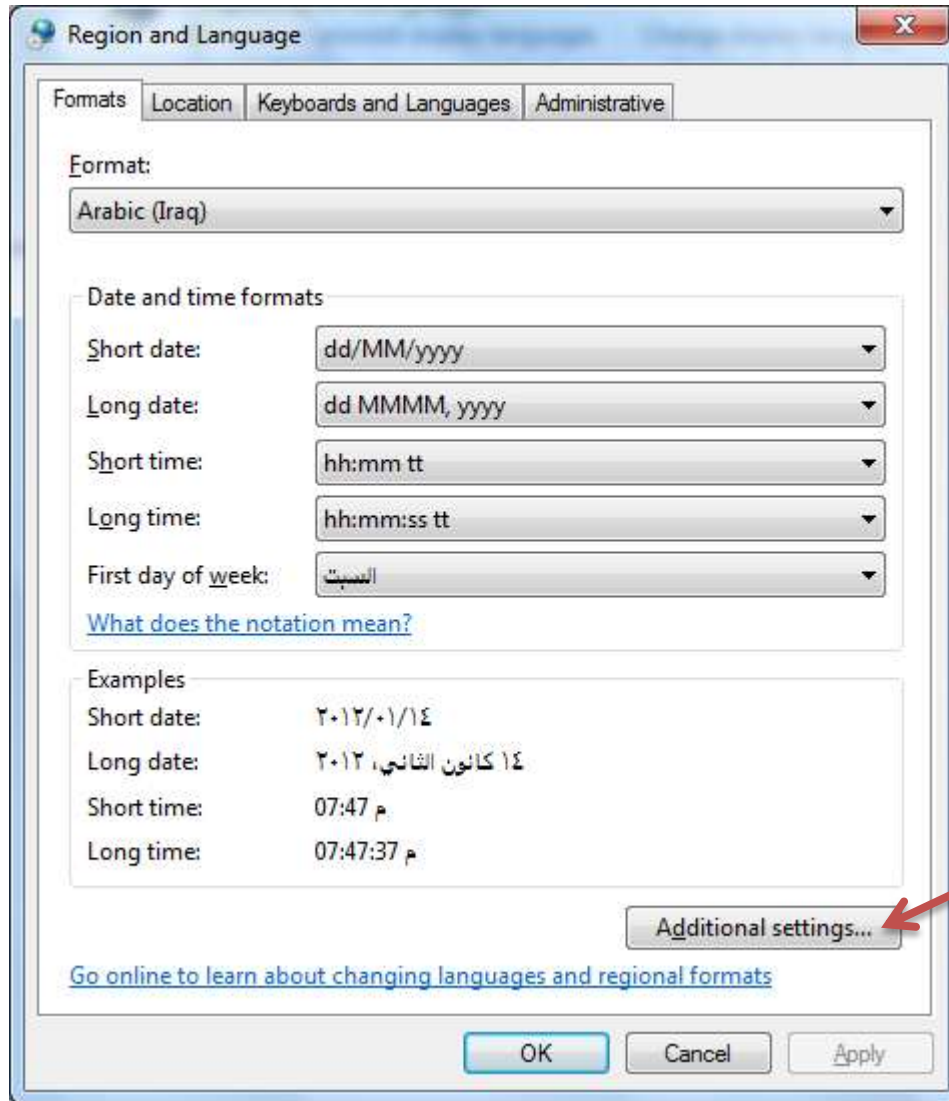 Region and Language
Formats Location Keyboards and Languages Administrative
Format:
Arabic (Iraq)
Date and time formats
Short date: dd/MM/yyyy
Long date: dd MMMM, yyyy
Short time: hh:mm tt
Long time: hh:mm:ss tt
First day of week: السبت
What does the notation mean?
Examples
Short date: ٢٠١٢/٠١/١٤
Long date: ١٤ كانون الثاني، ٢٠١٢
Short time: 07:47 م
Long time: 07:47:37 م
Additional settings...
Go online to learn about changing languages and regional formats
OK Cancel Apply